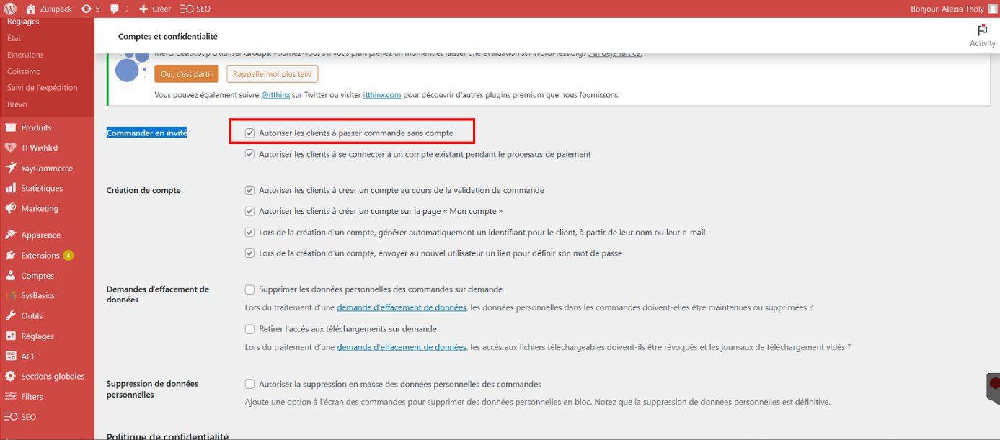 Zulupack 5 0 Créer SEO
Bonjour, Alexia Tholy
Réglages
État
Extensions
Colissimo
Suivi de l'expédition
Brevo
Produits
TI Wishlist
YayCommerce
Statistiques
Marketing
Apparence
Extensions 4
Comptes
SysBasics
Outils
Réglages
ACF
Sections globales
Filters
SEO
Comptes et confidentialité
Activity
Merci beaucoup d'utiliser Groups! Pourriez-vous s'il vous plaît prenez un moment et laisser une évaluation sur WordPress.org? J'ai déjà fait ça.
Oui, c'est parti!
Rappelle moi plus tard
Vous pouvez également suivre @itthinx sur Twitter ou visiter itthinx.com pour découvrir d'autres plugins premium que nous fournissons.
Commander en invité
Autoriser les clients à passer commande sans compte
Autoriser les clients à se connecter à un compte existant pendant le processus de paiement
Création de compte
Autoriser les clients à créer un compte au cours de la validation de commande
Autoriser les clients à créer un compte sur la page « Mon compte »
Lors de la création d'un compte, générer automatiquement un identifiant pour le client, à partir de leur nom ou leur e-mail
Lors de la création d'un compte, envoyer au nouvel utilisateur un lien pour définir son mot de passe
Demandes d'effacement de
données
Supprimer les données personnelles des commandes sur demande
Lors du traitement d'une demande d'effacement de données, les données personnelles dans les commandes doivent-elles être maintenues ou supprimées ?
Retirer l'accès aux téléchargements sur demande
Lors du traitement d'une demande d'effacement de données, les accès aux fichiers téléchargeables doivent-ils être révoqués et les journaux de téléchargement vidés ?
Suppression de données
personnelles
Autoriser la suppression en masse des données personnelles des commandes
Ajoute une option à l'écran des commandes pour supprimer des données personnelles en bloc. Notez que la suppression de données personnelles est définitive.
Politique de confidentialité